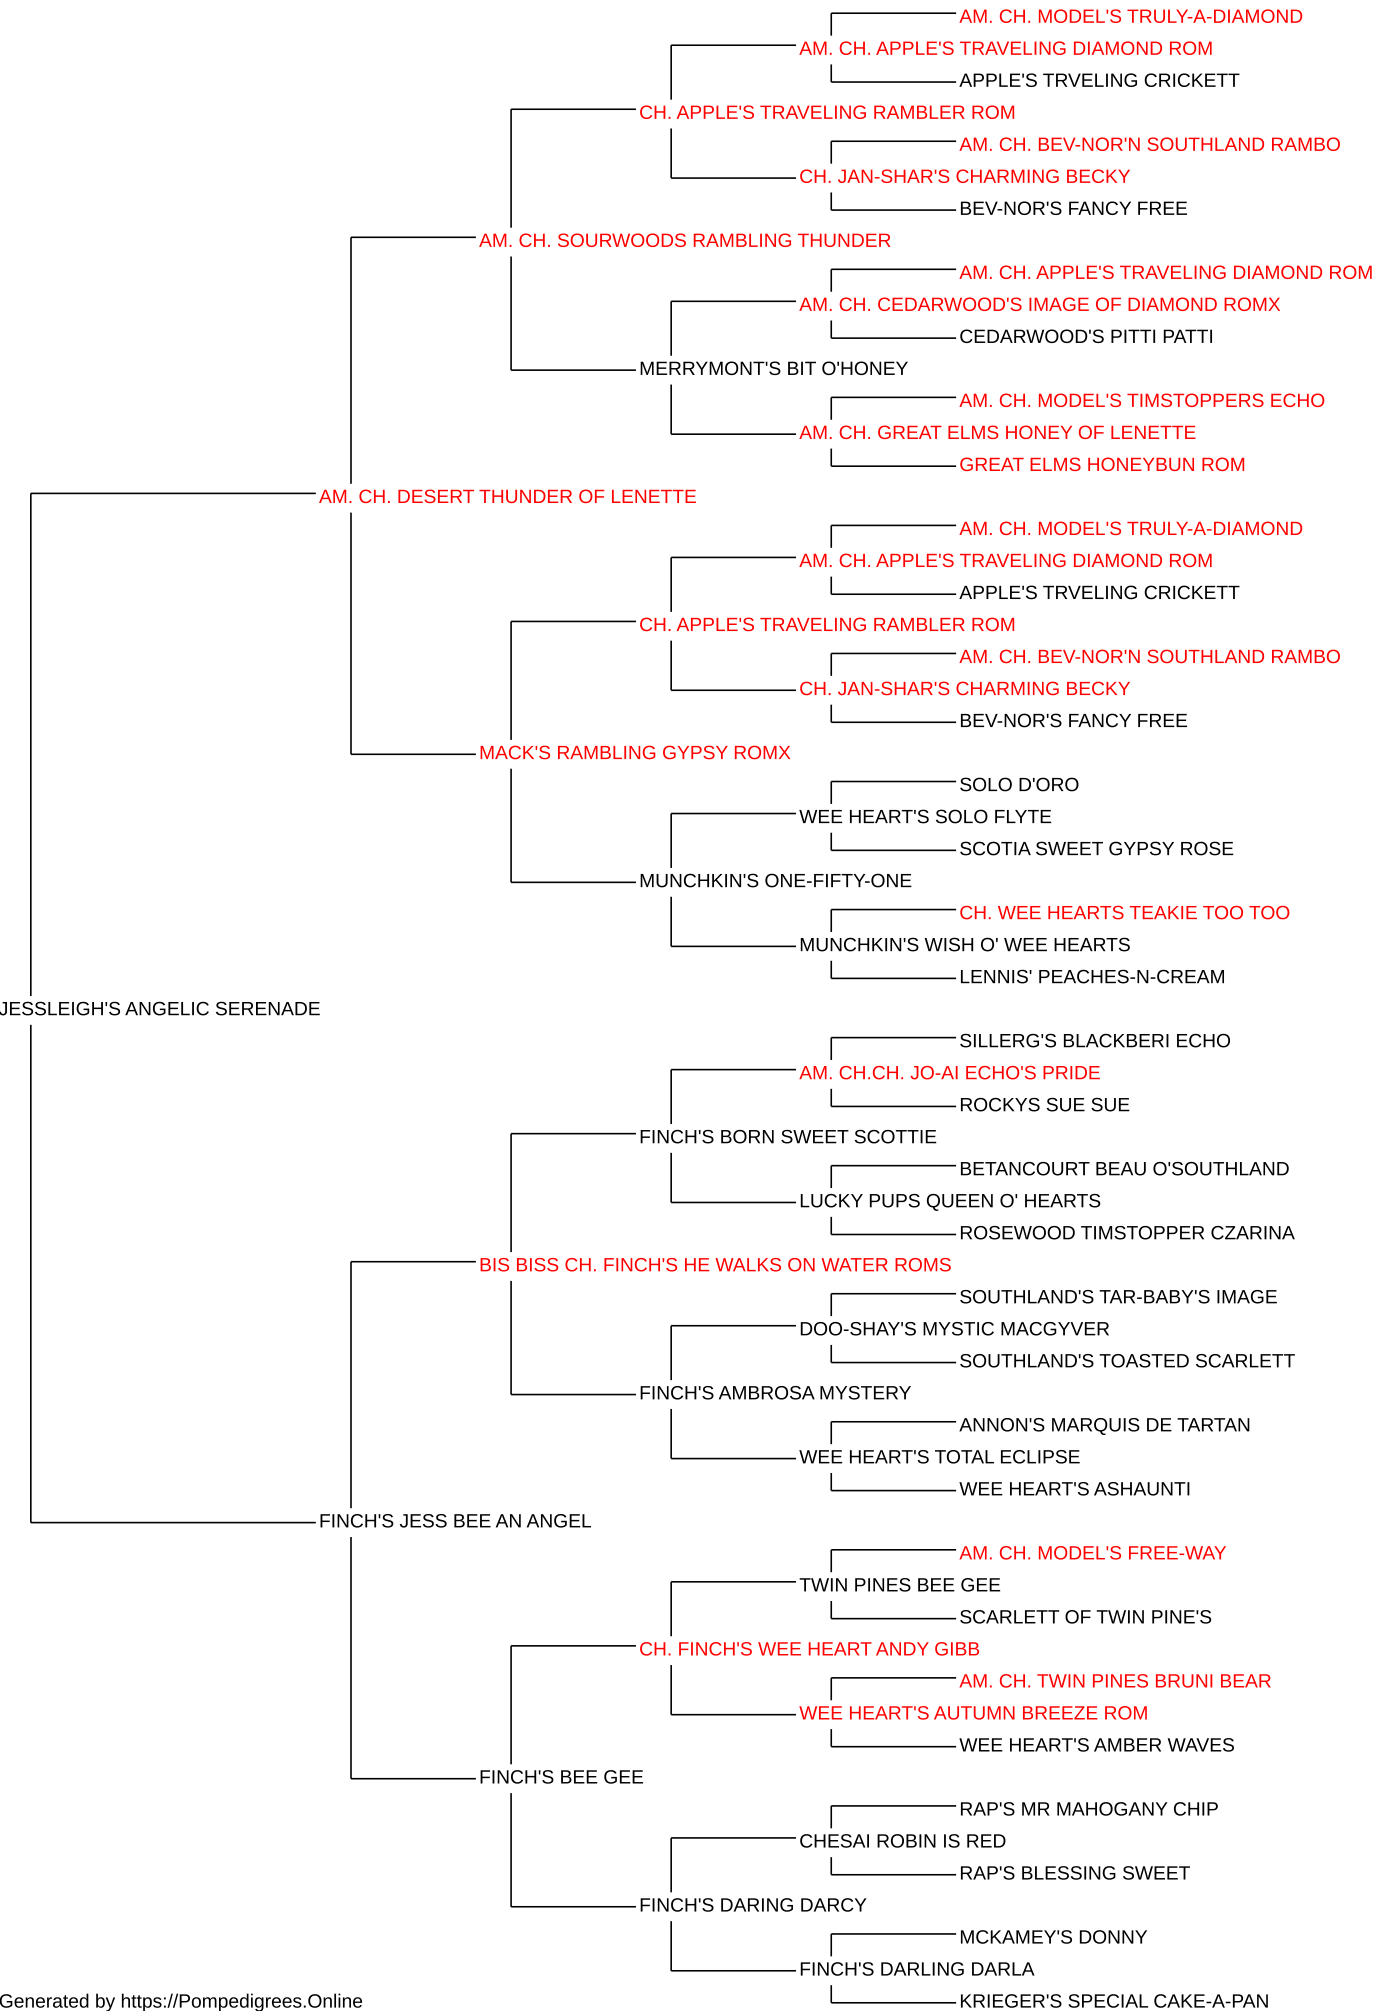 AM. CH. MODEL'S TRULY-A-DIAMOND
AM. CH. APPLE'S TRAVELING DIAMOND ROM
APPLE'S TRVELING CRICKETT
CH. APPLE'S TRAVELING RAMBLER ROM
AM. CH. BEV-NOR'N SOUTHLAND RAMBO
CH. JAN-SHAR'S CHARMING BECKY
BEV-NOR'S FANCY FREE
AM. CH. SOURWOODS RAMBLING THUNDER
AM. CH. APPLE'S TRAVELING DIAMOND ROM
AM. CH. CEDARWOOD'S IMAGE OF DIAMOND ROMX
CEDARWOOD'S PITTI PATTI
MERRYMONT'S BIT O'HONEY
AM. CH. MODEL'S TIMSTOPPERS ECHO
AM. CH. GREAT ELMS HONEY OF LENETTE
GREAT ELMS HONEYBUN ROM
AM. CH. DESERT THUNDER OF LENETTE
AM. CH. MODEL'S TRULY-A-DIAMOND
AM. CH. APPLE'S TRAVELING DIAMOND ROM
APPLE'S TRVELING CRICKETT
CH. APPLE'S TRAVELING RAMBLER ROM
AM. CH. BEV-NOR'N SOUTHLAND RAMBO
CH. JAN-SHAR'S CHARMING BECKY
BEV-NOR'S FANCY FREE
MACK'S RAMBLING GYPSY ROMX
SOLO D'ORO
WEE HEART'S SOLO FLYTE
SCOTIA SWEET GYPSY ROSE
MUNCHKIN'S ONE-FIFTY-ONE
CH. WEE HEARTS TEAKIE TOO TOO
MUNCHKIN'S WISH O' WEE HEARTS
LENNIS' PEACHES-N-CREAM
JESSLEIGH'S ANGELIC SERENADE
SILLERG'S BLACKBERI ECHO
AM. CH.CH. JO-AI ECHO'S PRIDE
ROCKYS SUE SUE
FINCH'S BORN SWEET SCOTTIE
BETANCOURT BEAU O'SOUTHLAND
LUCKY PUPS QUEEN O' HEARTS
ROSEWOOD TIMSTOPPER CZARINA
BIS BISS CH. FINCH'S HE WALKS ON WATER ROMS
SOUTHLAND'S TAR-BABY'S IMAGE
DOO-SHAY'S MYSTIC MACGYVER
SOUTHLAND'S TOASTED SCARLETT
FINCH'S AMBROSA MYSTERY
ANNON'S MARQUIS DE TARTAN
WEE HEART'S TOTAL ECLIPSE
WEE HEART'S ASHAUNTI
FINCH'S JESS BEE AN ANGEL
AM. CH. MODEL'S FREE-WAY
TWIN PINES BEE GEE
SCARLETT OF TWIN PINE'S
CH. FINCH'S WEE HEART ANDY GIBB
AM. CH. TWIN PINES BRUNI BEAR
WEE HEART'S AUTUMN BREEZE ROM
WEE HEART'S AMBER WAVES
FINCH'S BEE GEE
RAP'S MR MAHOGANY CHIP
CHESAI ROBIN IS RED
RAP'S BLESSING SWEET
FINCH'S DARING DARCY
MCKAMEY'S DONNY
FINCH'S DARLING DARLA
KRIEGER'S SPECIAL CAKE-A-PAN
Generated by https://Pompedigrees.Online